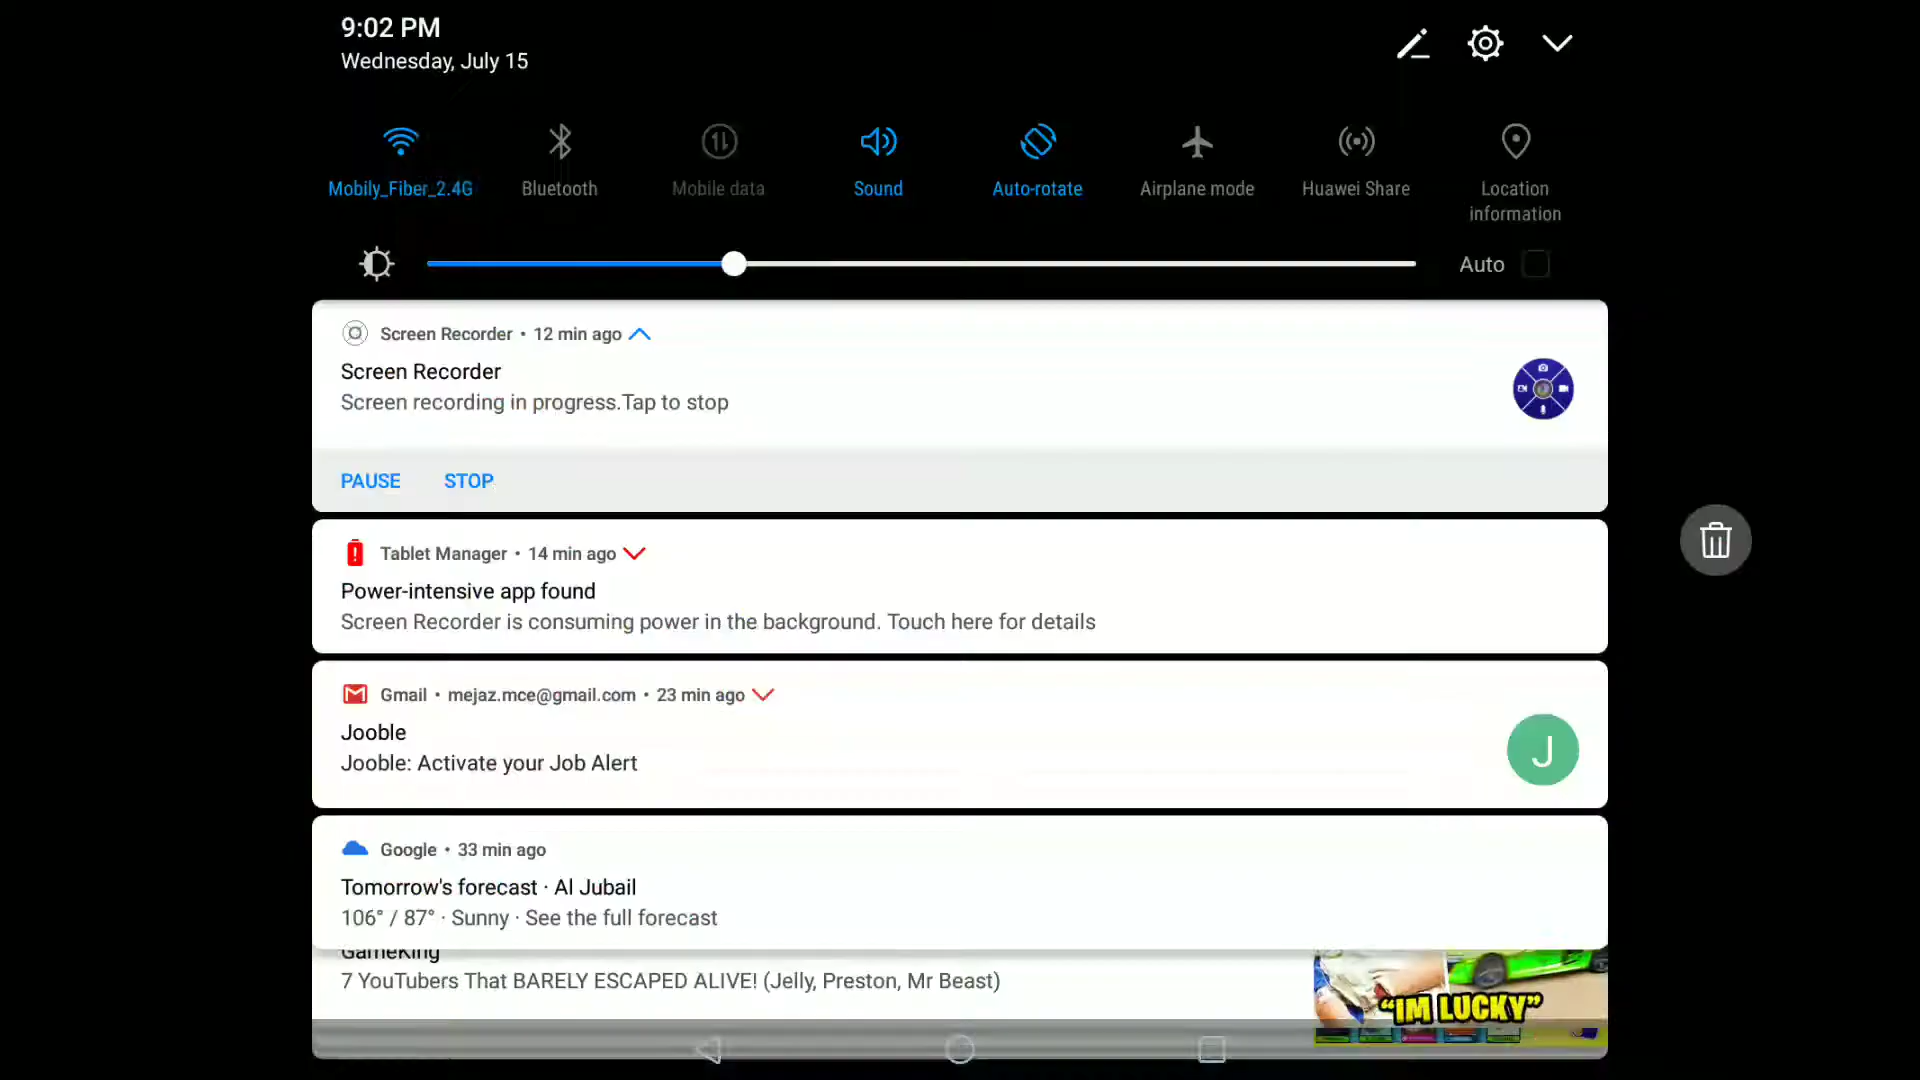 9:02 PM
Wednesday, July 15
Mobily_Fiber_2.4G
Bluetooth
Mobile data
Sound
Auto-rotate
Airplane mode
Huawei Share
Location
information
Auto
Screen Recorder • 12 min ago
Screen Recorder
Screen recording in progress.Tap to stop
PAUSE STOP
Tablet Manager • 14 min ago
Power-intensive app found
Screen Recorder is consuming power in the background. Touch here for details
Gmail • mejaz.mce@gmail.com • 23 min ago
Jooble
Jooble: Activate your Job Alert
J
Google • 33 min ago
Tomorrow's forecast · Al Jubail
106° / 87° · Sunny · See the full forecast
GameKing
7 YouTubers That BARELY ESCAPED ALIVE! (Jelly, Preston, Mr Beast)
“IM LUCKY”